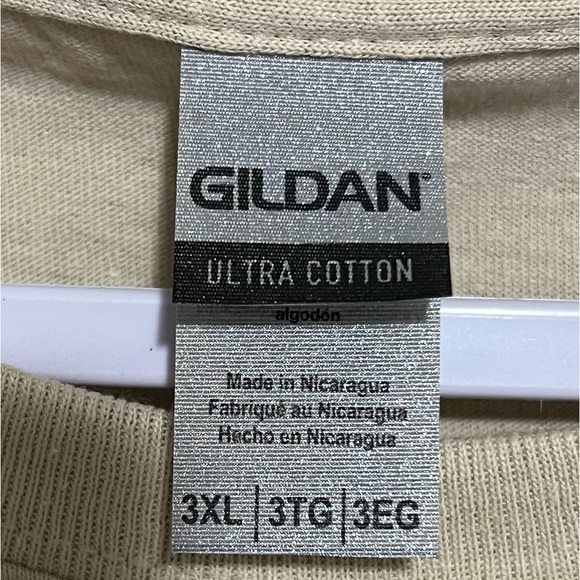 GILDAN®
ULTRA COTTON
algodón
Made in Nicaragua
Fabriqué au Nicaragua
Hecho en Nicaragua
3XL | 3TG | 3EG